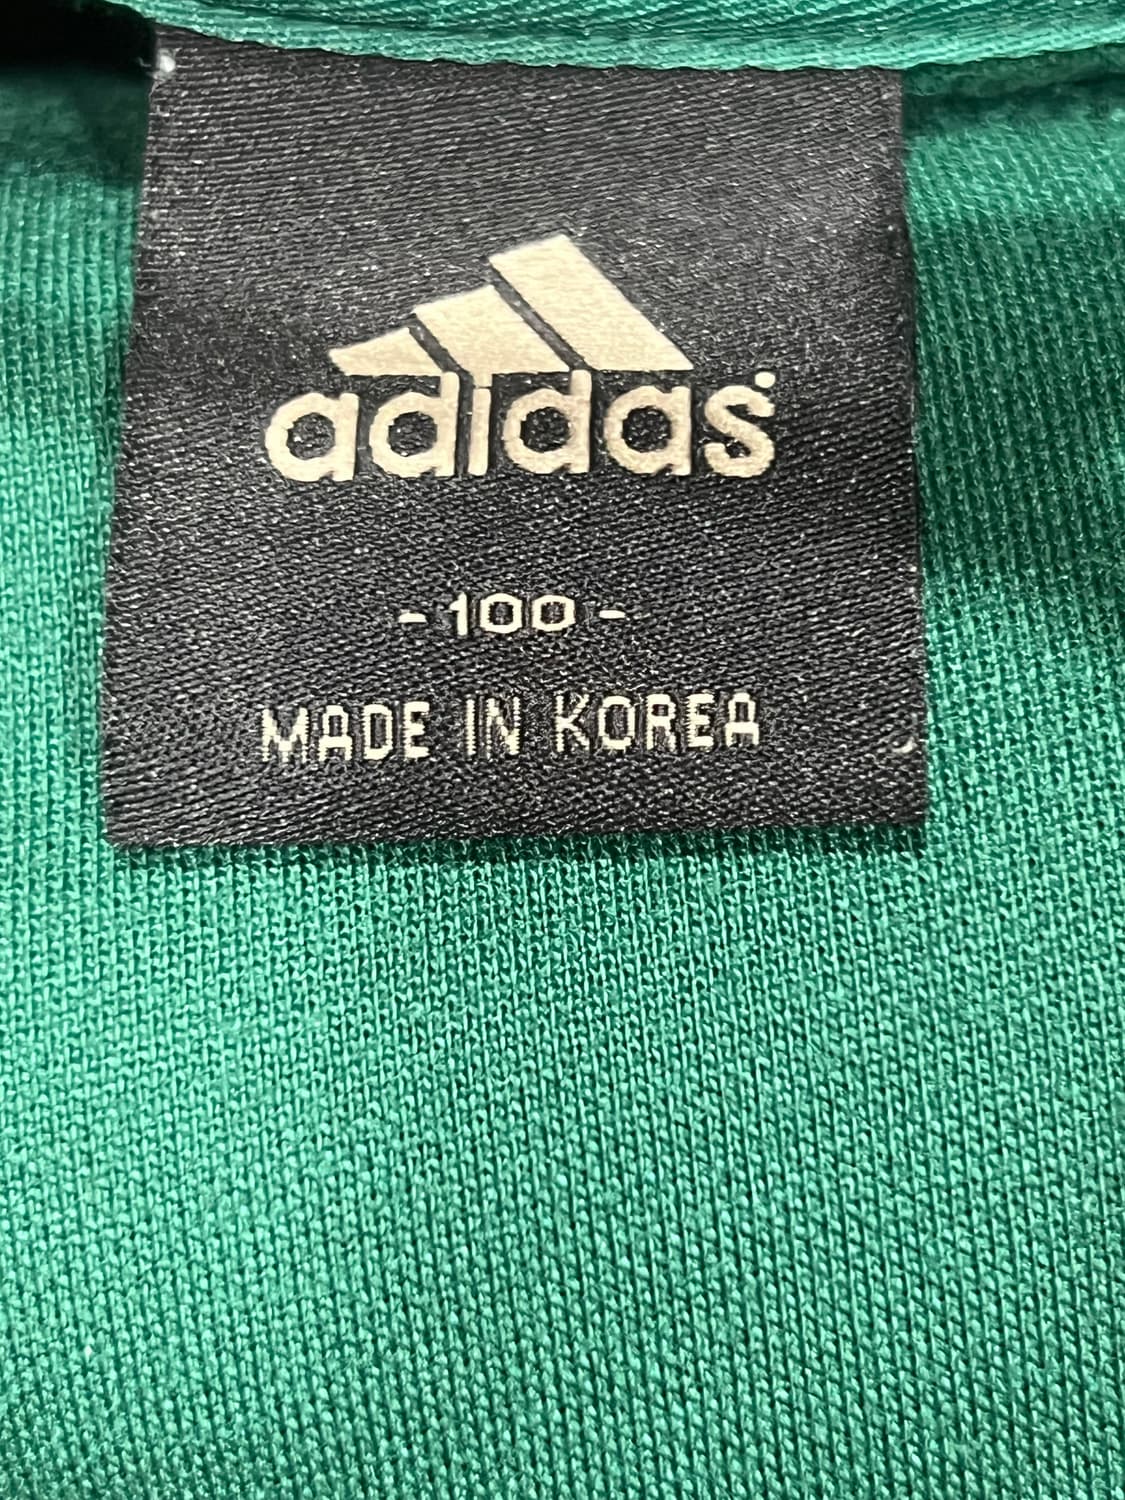 adidas
- 100 -
MADE IN KOREA